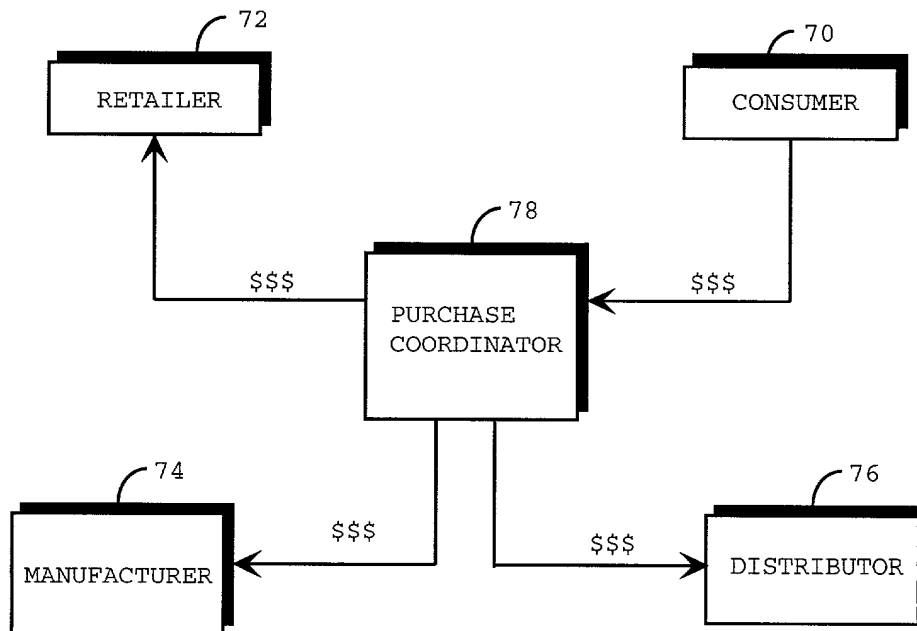 72
70
RETAILER
CONSUMER
78
$$$
$$$
PURCHASE
COORDINATOR
74
76
$$$
$$$
MANUFACTURER
DISTRIBUTOR